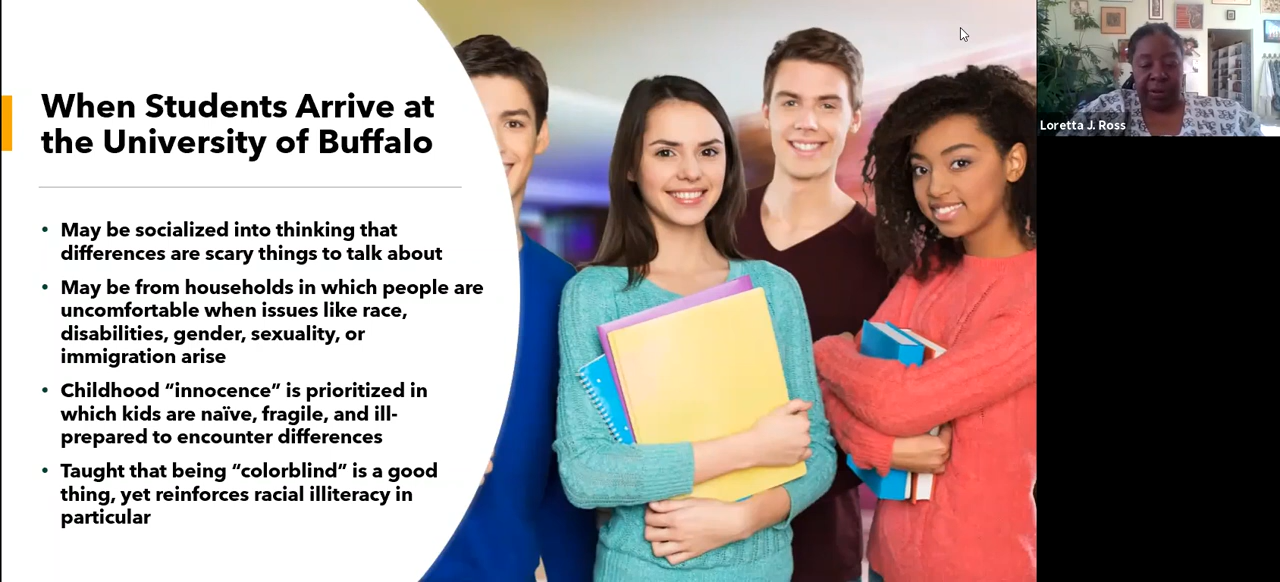 When Students Arrive at
the University of Buffalo
• May be socialized into thinking that
differences are scary things to talk about
• May be from households in which people are
uncomfortable when issues like race,
disabilities, gender, sexuality, or
immigration arise
• Childhood “innocence” is prioritized in
which kids are naïve, fragile, and ill-
prepared to encounter differences
• Taught that being “colorblind” is a good
thing, yet reinforces racial illiteracy in
particular
Loretta J. Ross